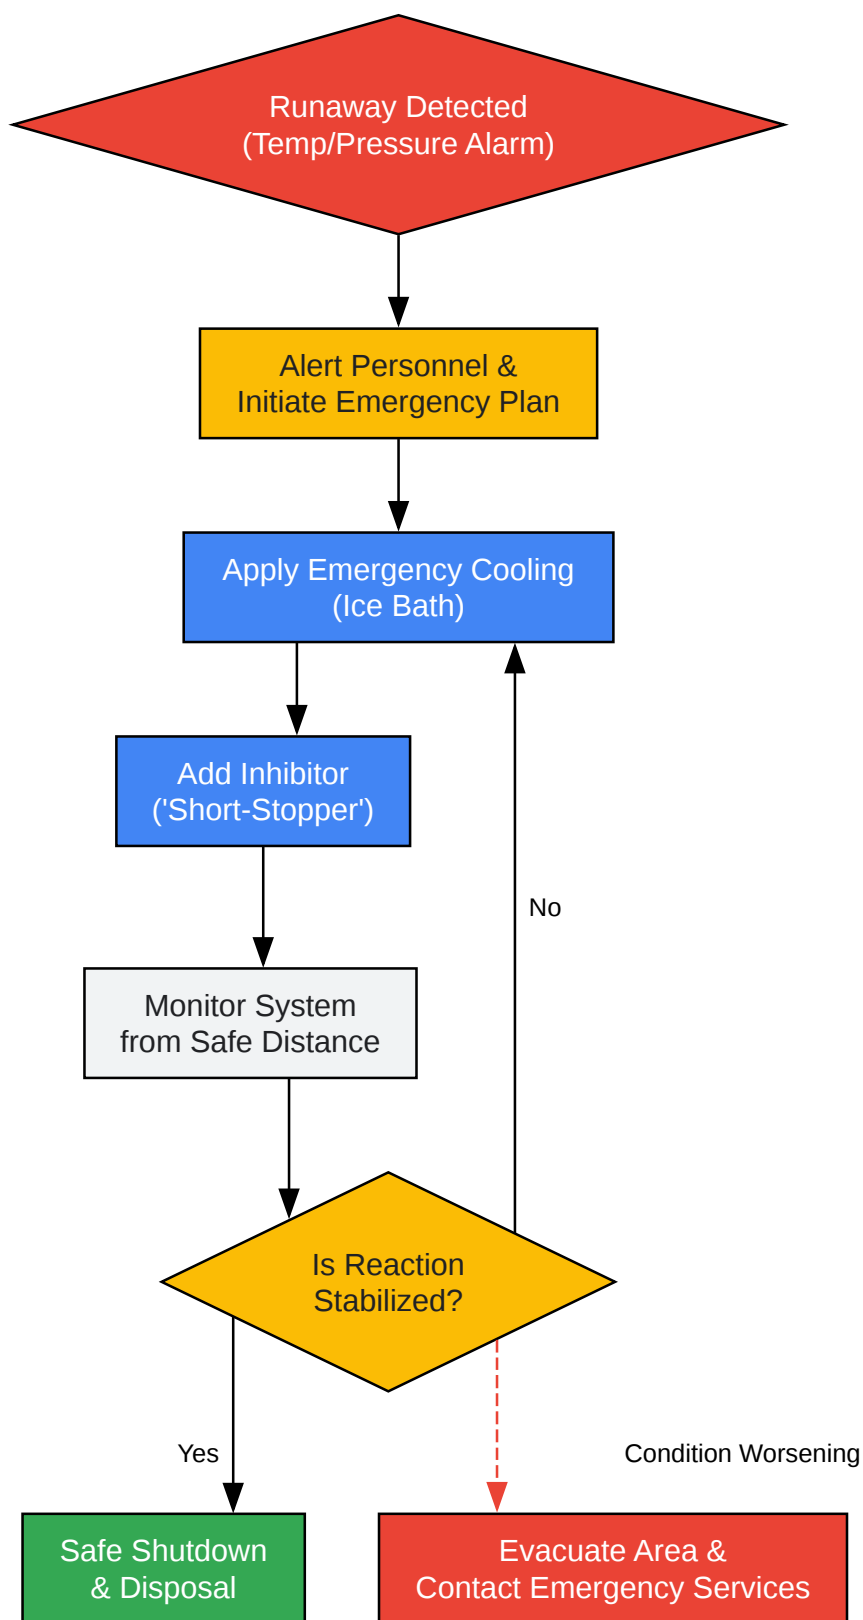 Runaway Detected
(Temp/Pressure Alarm)
Alert Personnel &
Initiate Emergency Plan
Apply Emergency Cooling
(Ice Bath)
Add Inhibitor
('Short-Stopper')
No
Monitor System
from Safe Distance
Is Reaction
Stabilized?
Yes
Condition Worsening
Safe Shutdown
& Disposal
Evacuate Area &
Contact Emergency Services